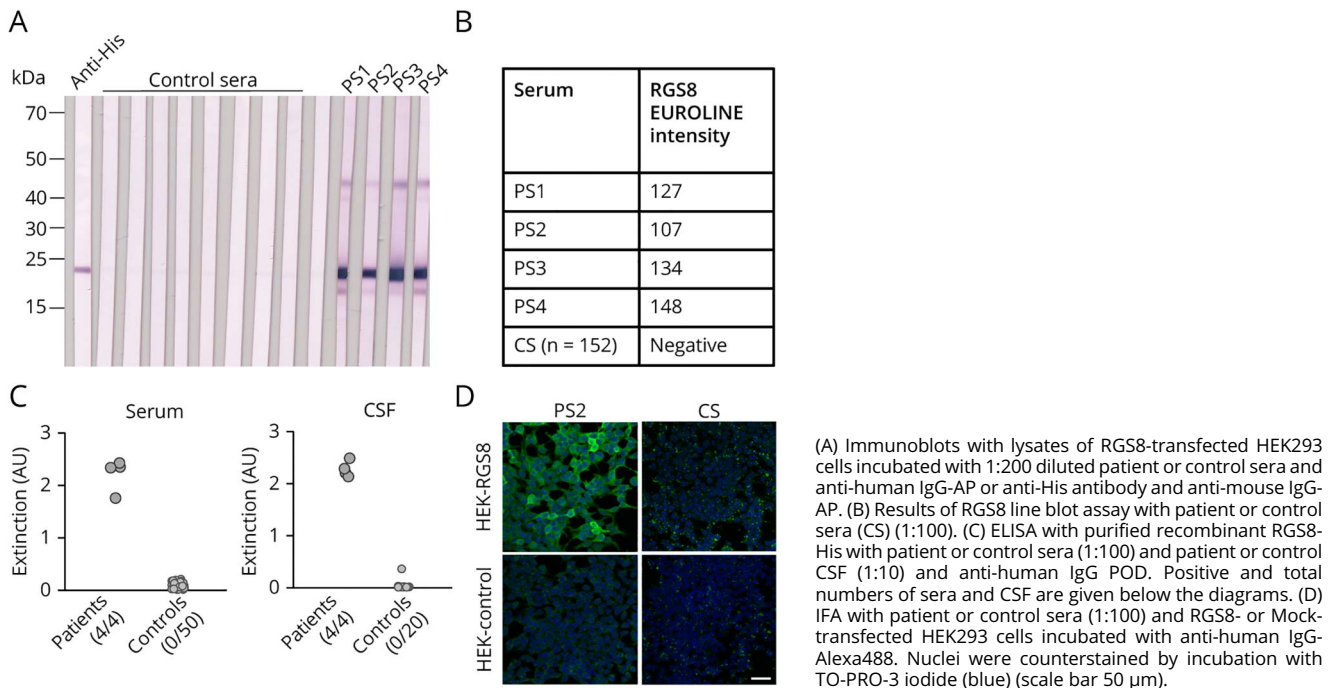 A
kDa
Anti-His
Control sera
PS1
PS2
PS3
PS4
70
50
40
30
25
15
B
Serum
RGS8
EUROLINE
intensity
PS1
127
PS2
107
PS3
134
PS4
148
CS (n = 152)
Negative
C
Serum
Extinction (AU)
3
2
1
0
Patients
(4/4)
Controls
(0/50)
CSF
Extinction (AU)
3
2
1
0
Patients
(4/4)
Controls
(0/20)
D
PS2
CS
HEK-RGS8
HEK-control
(A) Immunoblots with lysates of RGS8-transfected HEK293
cells incubated with 1:200 diluted patient or control sera and
anti-human IgG-AP or anti-His antibody and anti-mouse IgG-
AP. (B) Results of RGS8 line blot assay with patient or control
sera (CS) (1:100). (C) ELISA with purified recombinant RGS8-
His with patient or control sera (1:100) and patient or control
CSF (1:10) and anti-human IgG POD. Positive and total
numbers of sera and CSF are given below the diagrams. (D)
IFA with patient or control sera (1:100) and RGS8- or Mock-
transfected HEK293 cells incubated with anti-human IgG-
Alexa488. Nuclei were counterstained by incubation with
TO-PRO-3 iodide (blue) (scale bar 50 μm).